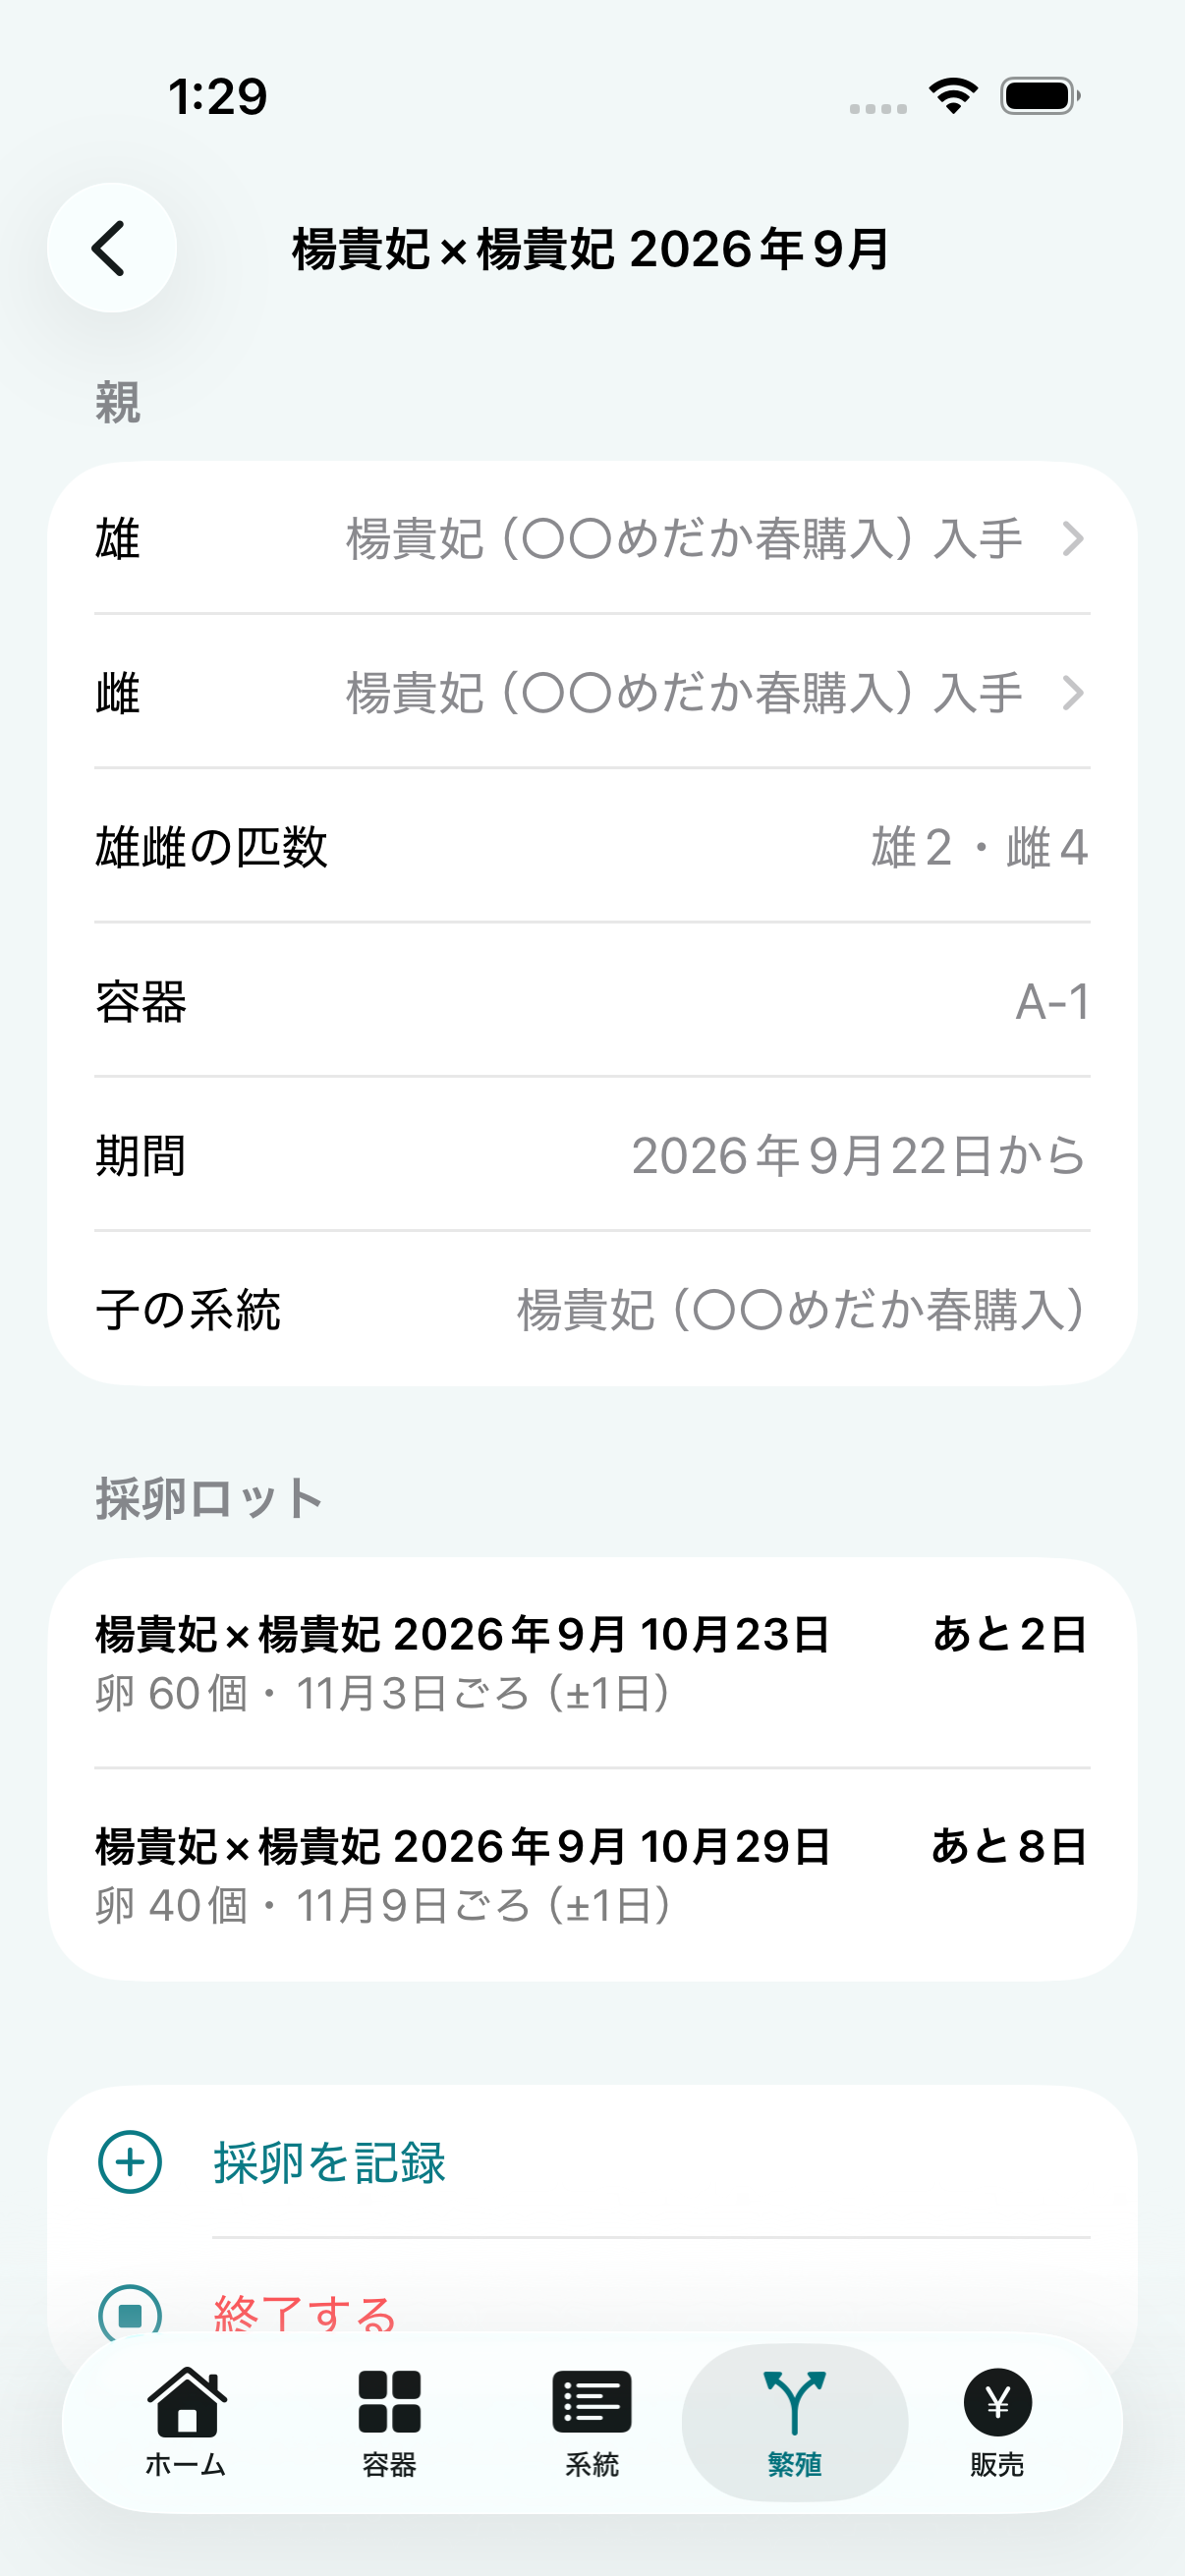 1:29
楊貴妃×楊貴妃 2026年9月
親
雄 楊貴妃（〇〇めだか春購入）入手
雌 楊貴妃（〇〇めだか春購入）入手
雄雌の匹数 雄2・雌4
容器 A-1
期間 2026年9月22日から
子の系統 楊貴妃（〇〇めだか春購入）
採卵ロット
楊貴妃×楊貴妃 2026年9月 10月23日 あと2日
卵 60個・11月3日ごろ（±1日）
楊貴妃×楊貴妃 2026年9月 10月29日 あと8日
卵 40個・11月9日ごろ（±1日）
採卵を記録
終了する
ホーム 容器 系統 繁殖 販売